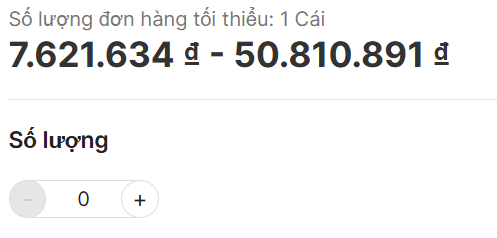 Số lượng đơn hàng tối thiểu: 1 Cái
7.621.634 ₫ - 50.810.891 ₫
Số lượng
- 0 +